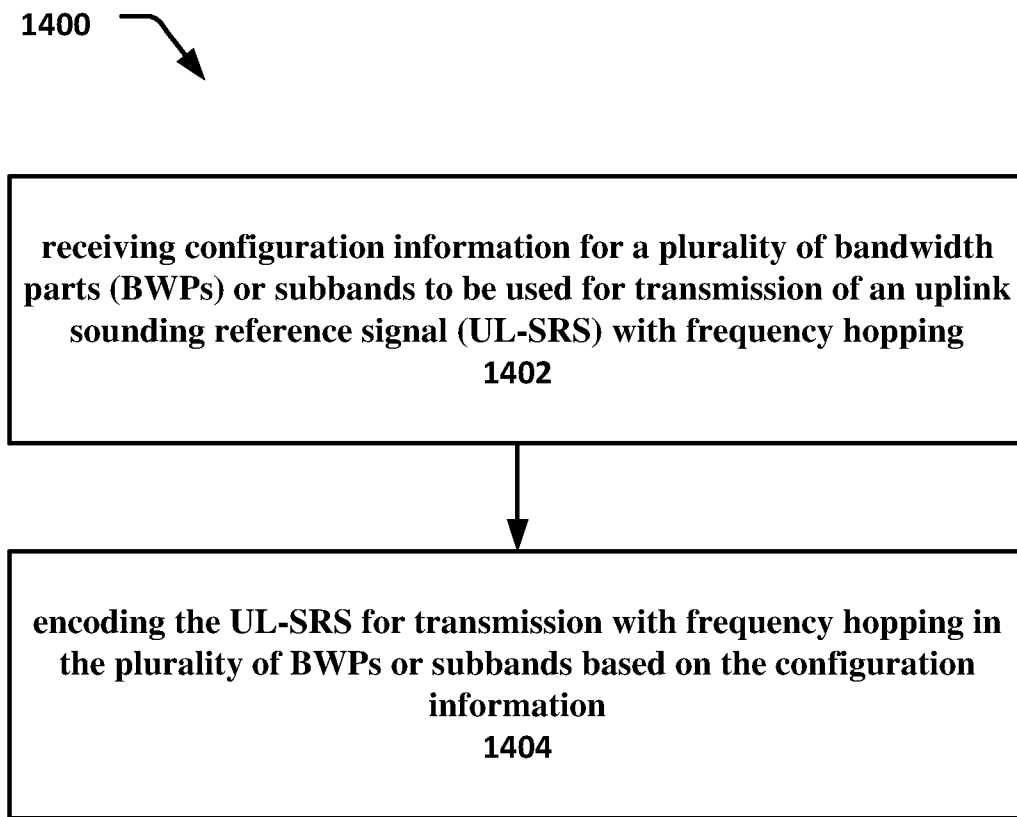 1400
receiving configuration information for a plurality of bandwidth
parts (BWPs) or subbands to be used for transmission of an uplink
sounding reference signal (UL-SRS) with frequency hopping
1402
encoding the UL-SRS for transmission with frequency hopping in
the plurality of BWPs or subbands based on the configuration
information
1404